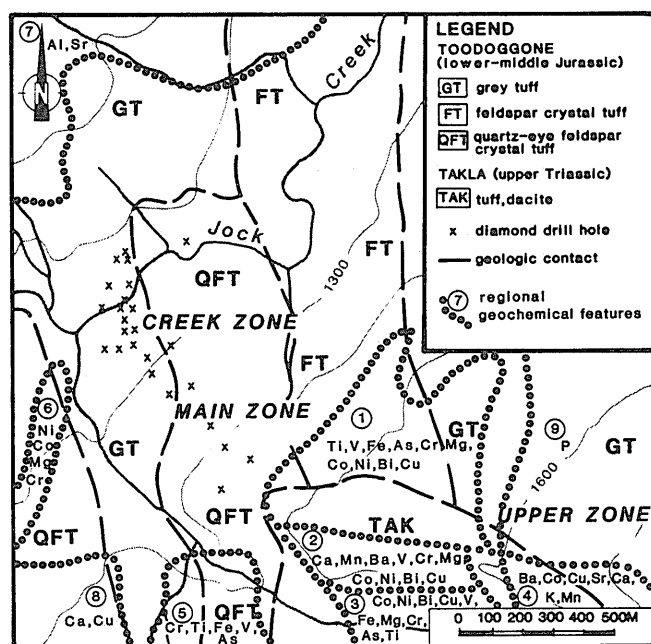 7
Al,Sr
N
GT
FT
Creek
Jock
QFT
FT
1300
CREEK ZONE
FT
MAIN ZONE
6
Ni
Co
Mg
Cr
GT
QFT
1
Ti,V,Fe,As,Cr,Mg,
Co,Ni,Bi,Cu
GT
9
P
GT
1600
UPPER ZONE
QFT
2
TAK
Ca,Mn,Ba,V,Cr,Mg
Co,Ni,Bi,Cu
8
Ca,Cu
5
QFT
Cr,Ti,Fe,V,
As
3
Co,Ni,Bi,Cu,V,
Fe,Mg,Cr,
As,Ti
Ba,Co,Cu,Sr,Ca,
4
K,Mn
0 100 200 300 400 500M
LEGEND
TOODOGGONE
(lower-middle Jurassic)
GT grey tuff
FT feldspar crystal tuff
QFT quartz-eye feldspar
crystal tuff
TAKLA (upper Triassic)
TAK tuff,dacite
x diamond drill hole
geologic contact
7 regional
geochemical features